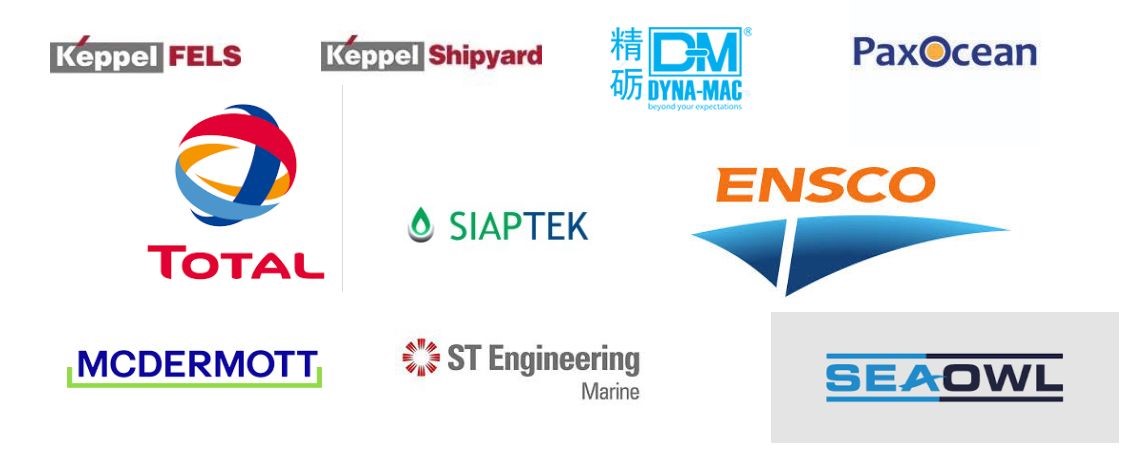 Keppel FELS
Keppel Shipyard
精砺
DM®
DYNA-MAC
beyond your expectations
PaxOcean
TOTAL
SIAPTEK
ENSCO
MCDERMOTT
ST Engineering
Marine
SEAOWL